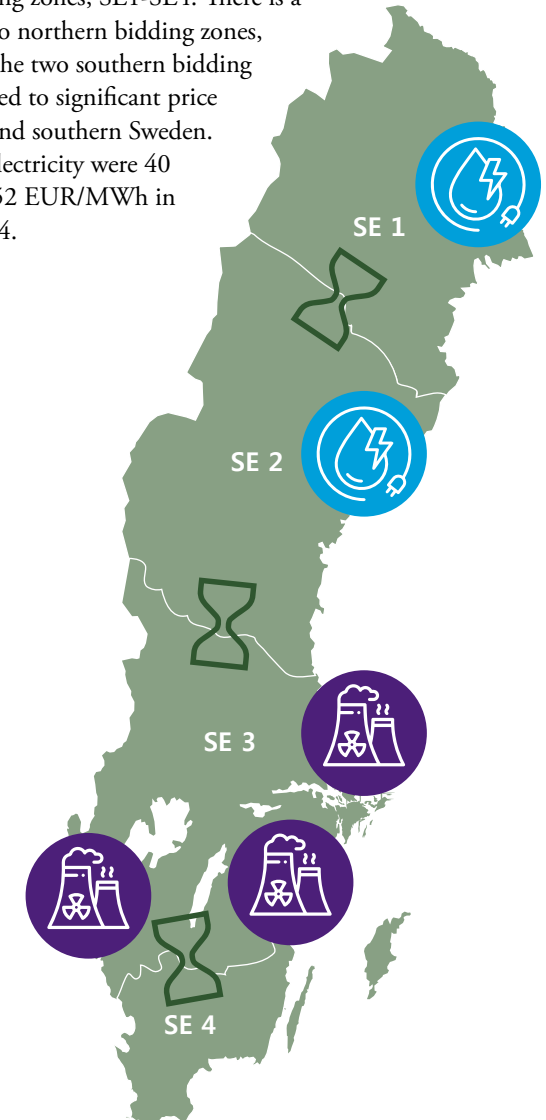 ng zones, SE1-SE4. There is a
o northern bidding zones,
he two southern bidding
ed to significant price
nd southern Sweden.
lectricity were 40
52 EUR/MWh in
4.
SE 1
SE 2
SE 3
SE 4